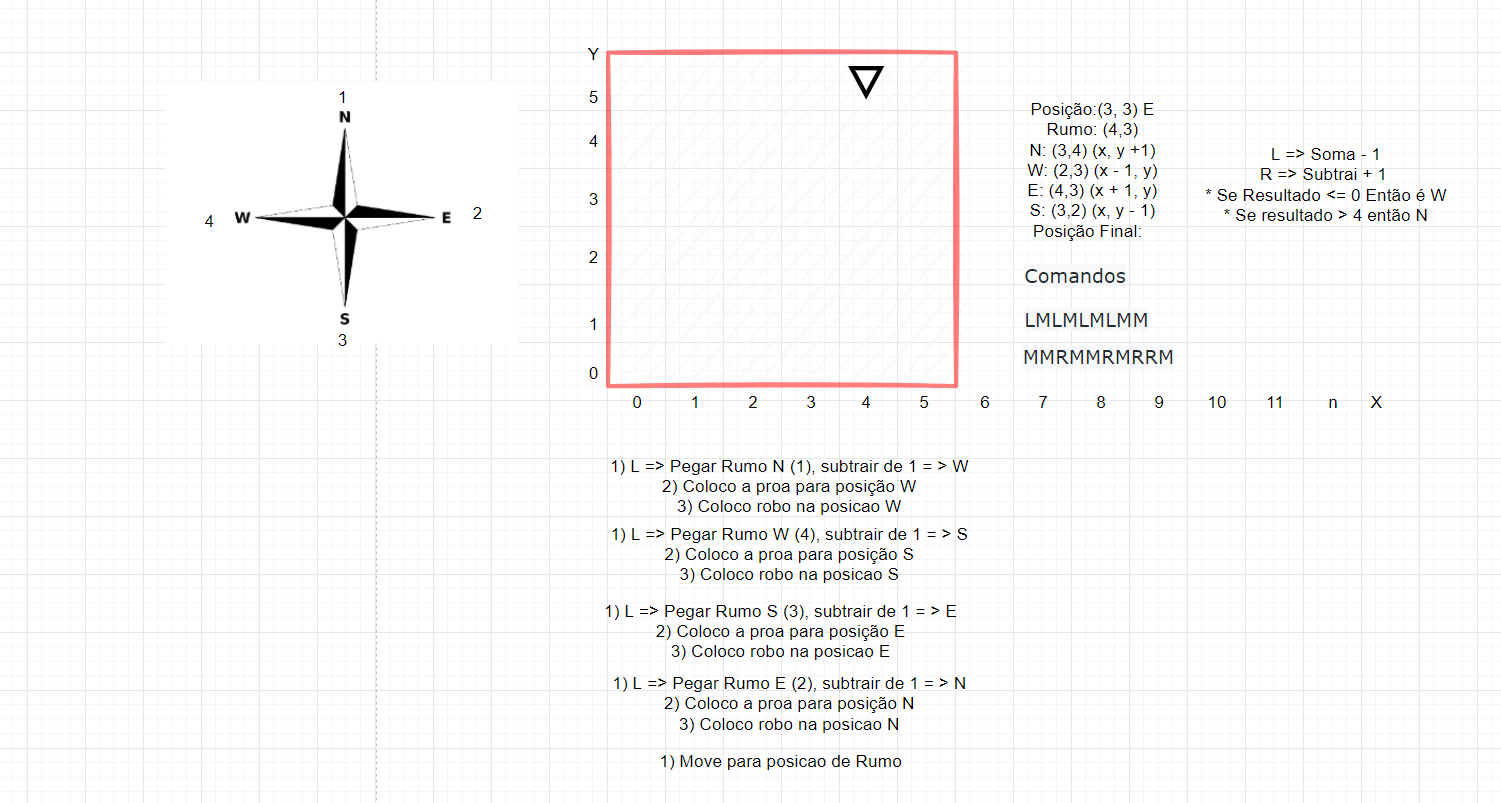 1
N
4
W
E
2
S
3
Y
5
4
3
2
1
0
0 1 2 3 4 5 6 7 8 9 10 11 n X
Posição:(3, 3) E
Rumo: (4,3)
N: (3,4) (x, y +1)
W: (2,3) (x - 1, y)
E: (4,3) (x + 1, y)
S: (3,2) (x, y - 1)
Posição Final:
L => Soma - 1
R => Subtrai + 1
* Se Resultado <= 0 Então é W
* Se resultado > 4 então N
Comandos
LMLMLMLMM
MMRMMRMRRM
1) L => Pegar Rumo N (1), subtrair de 1 = > W
2) Coloco a proa para posição W
3) Coloco robo na posicao W
1) L => Pegar Rumo W (4), subtrair de 1 = > S
2) Coloco a proa para posição S
3) Coloco robo na posicao S
1) L => Pegar Rumo S (3), subtrair de 1 = > E
2) Coloco a proa para posição E
3) Coloco robo na posicao E
1) L => Pegar Rumo E (2), subtrair de 1 = > N
2) Coloco a proa para posição N
3) Coloco robo na posicao N
1) Move para posicao de Rumo